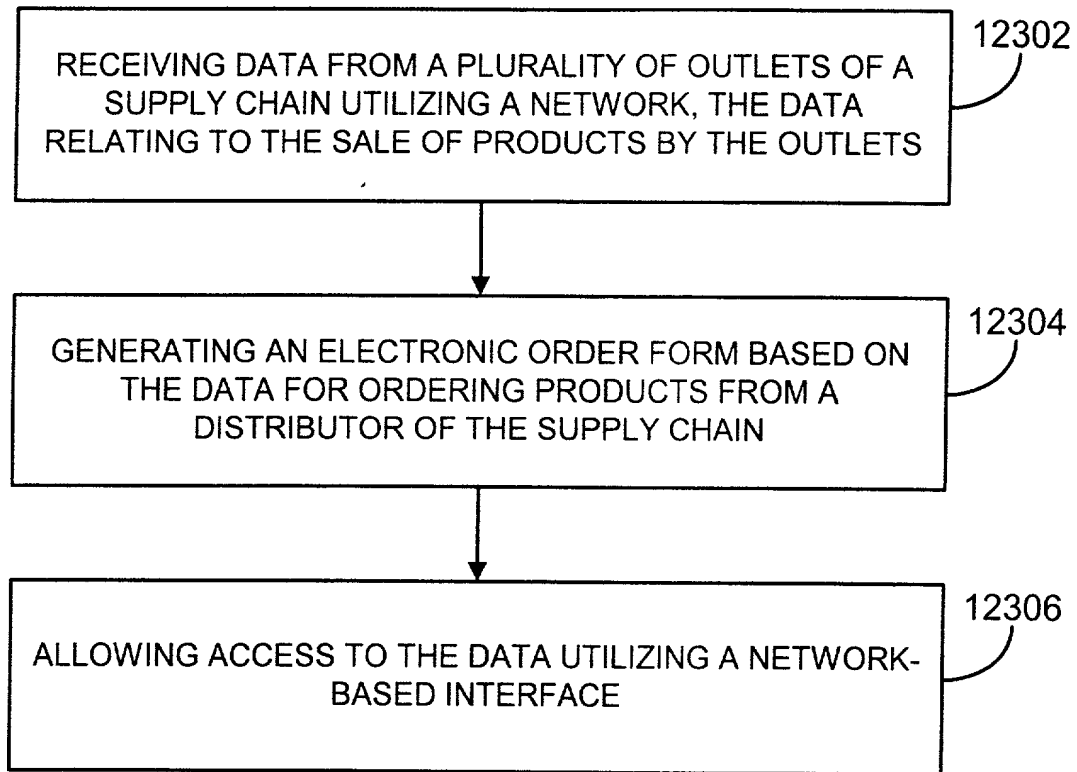 12302
RECEIVING DATA FROM A PLURALITY OF OUTLETS OF A
SUPPLY CHAIN UTILIZING A NETWORK, THE DATA
RELATING TO THE SALE OF PRODUCTS BY THE OUTLETS
12304
GENERATING AN ELECTRONIC ORDER FORM BASED ON
THE DATA FOR ORDERING PRODUCTS FROM A
DISTRIBUTOR OF THE SUPPLY CHAIN
12306
ALLOWING ACCESS TO THE DATA UTILIZING A NETWORK-
BASED INTERFACE